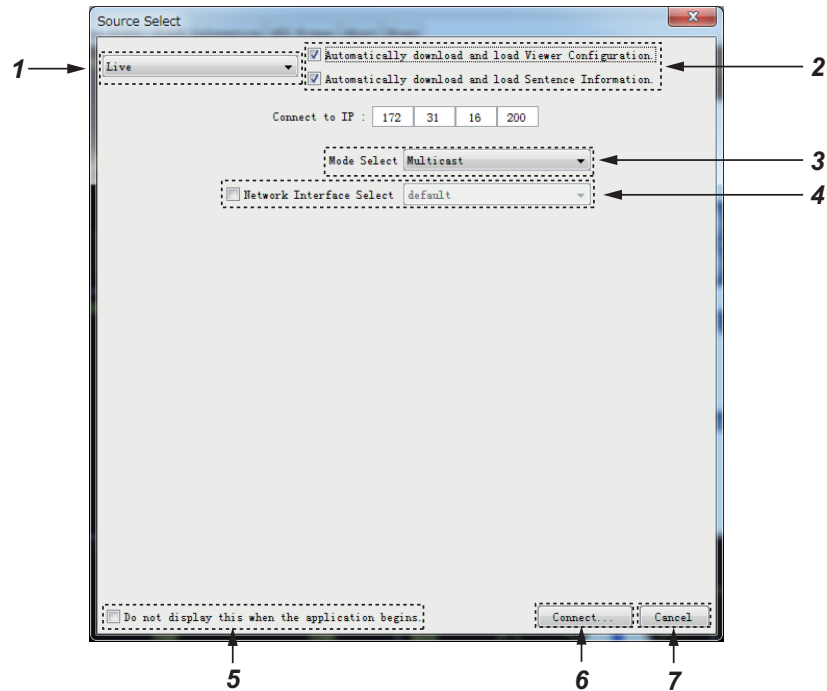 Source Select
Live
Automatically download and load Viewer Configuration.
Automatically download and load Sentence Information.
1
2
Connect to IP : 172 31 16 200
Mode Select Multicast
3
Network Interface Select default
4
Do not display this when the application begins.
Connect...
Cancel
5
6
7